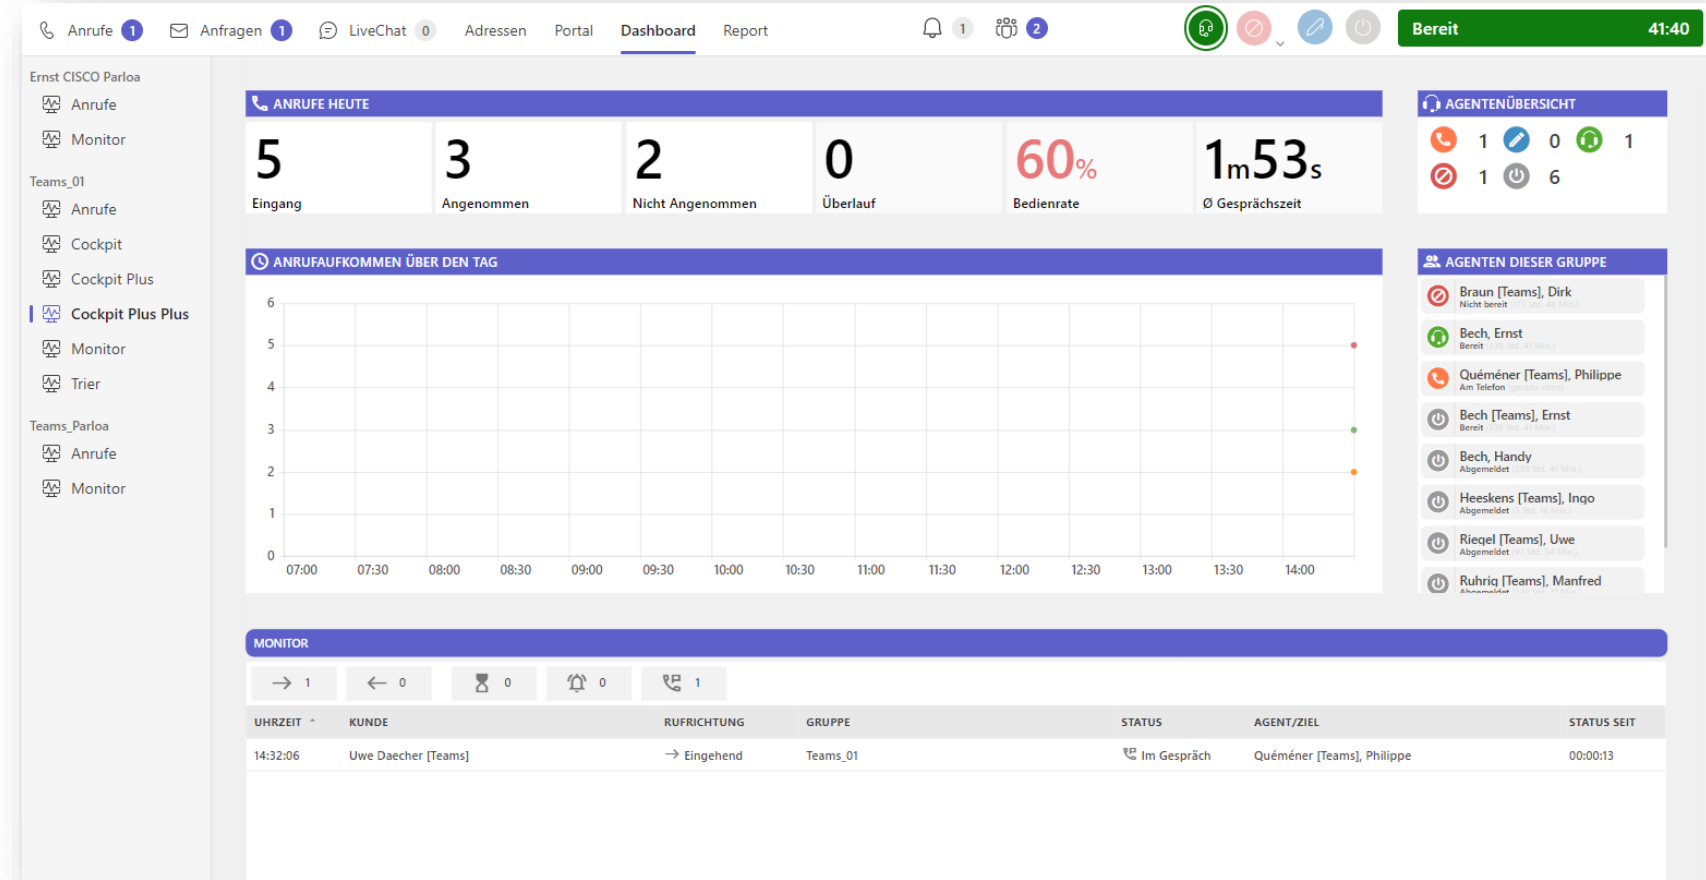 Anrufe 1 Anfragen 1 LiveChat 0 Adressen Portal Dashboard Report 1 2 Bereit 41:40
Ernst CISCO Parloa
Anrufe
Monitor
Teams_01
Anrufe
Cockpit
Cockpit Plus
Cockpit Plus Plus
Monitor
Trier
Teams_Parloa
Anrufe
Monitor
ANRUFE HEUTE
5 3 2 0 60% 1m53s
Eingang Angenommen Nicht Angenommen Überlauf Bedienrate Ø Gesprächszeit
AGENTENÜBERSICHT
1 0 1
1 6
ANRUFAUFKOMMEN ÜBER DEN TAG
6
5
4
3
2
1
0
07:00 07:30 08:00 08:30 09:00 09:30 10:00 10:30 11:00 11:30 12:00 12:30 13:00 13:30 14:00
AGENTEN DIESER GRUPPE
Braun [Teams], Dirk
Nicht bereit
Bech, Ernst
Bereit
Quéméner [Teams], Philippe
Am Telefon
Bech [Teams], Ernst
Bereit
Bech, Handy
Abgemeldet
Heeskens [Teams], Ingo
Abgemeldet
Riegel [Teams], Uwe
Abgemeldet
Ruhrig [Teams], Manfred
Abgemeldet
MONITOR
1 0 0 0 1
UHRZEIT KUNDE RUFRICHTUNG GRUPPE STATUS AGENT/ZIEL STATUS SEIT
14:32:06 Uwe Daecher [Teams] → Eingehend Teams_01 Im Gespräch Quéméner [Teams], Philippe 00:00:13